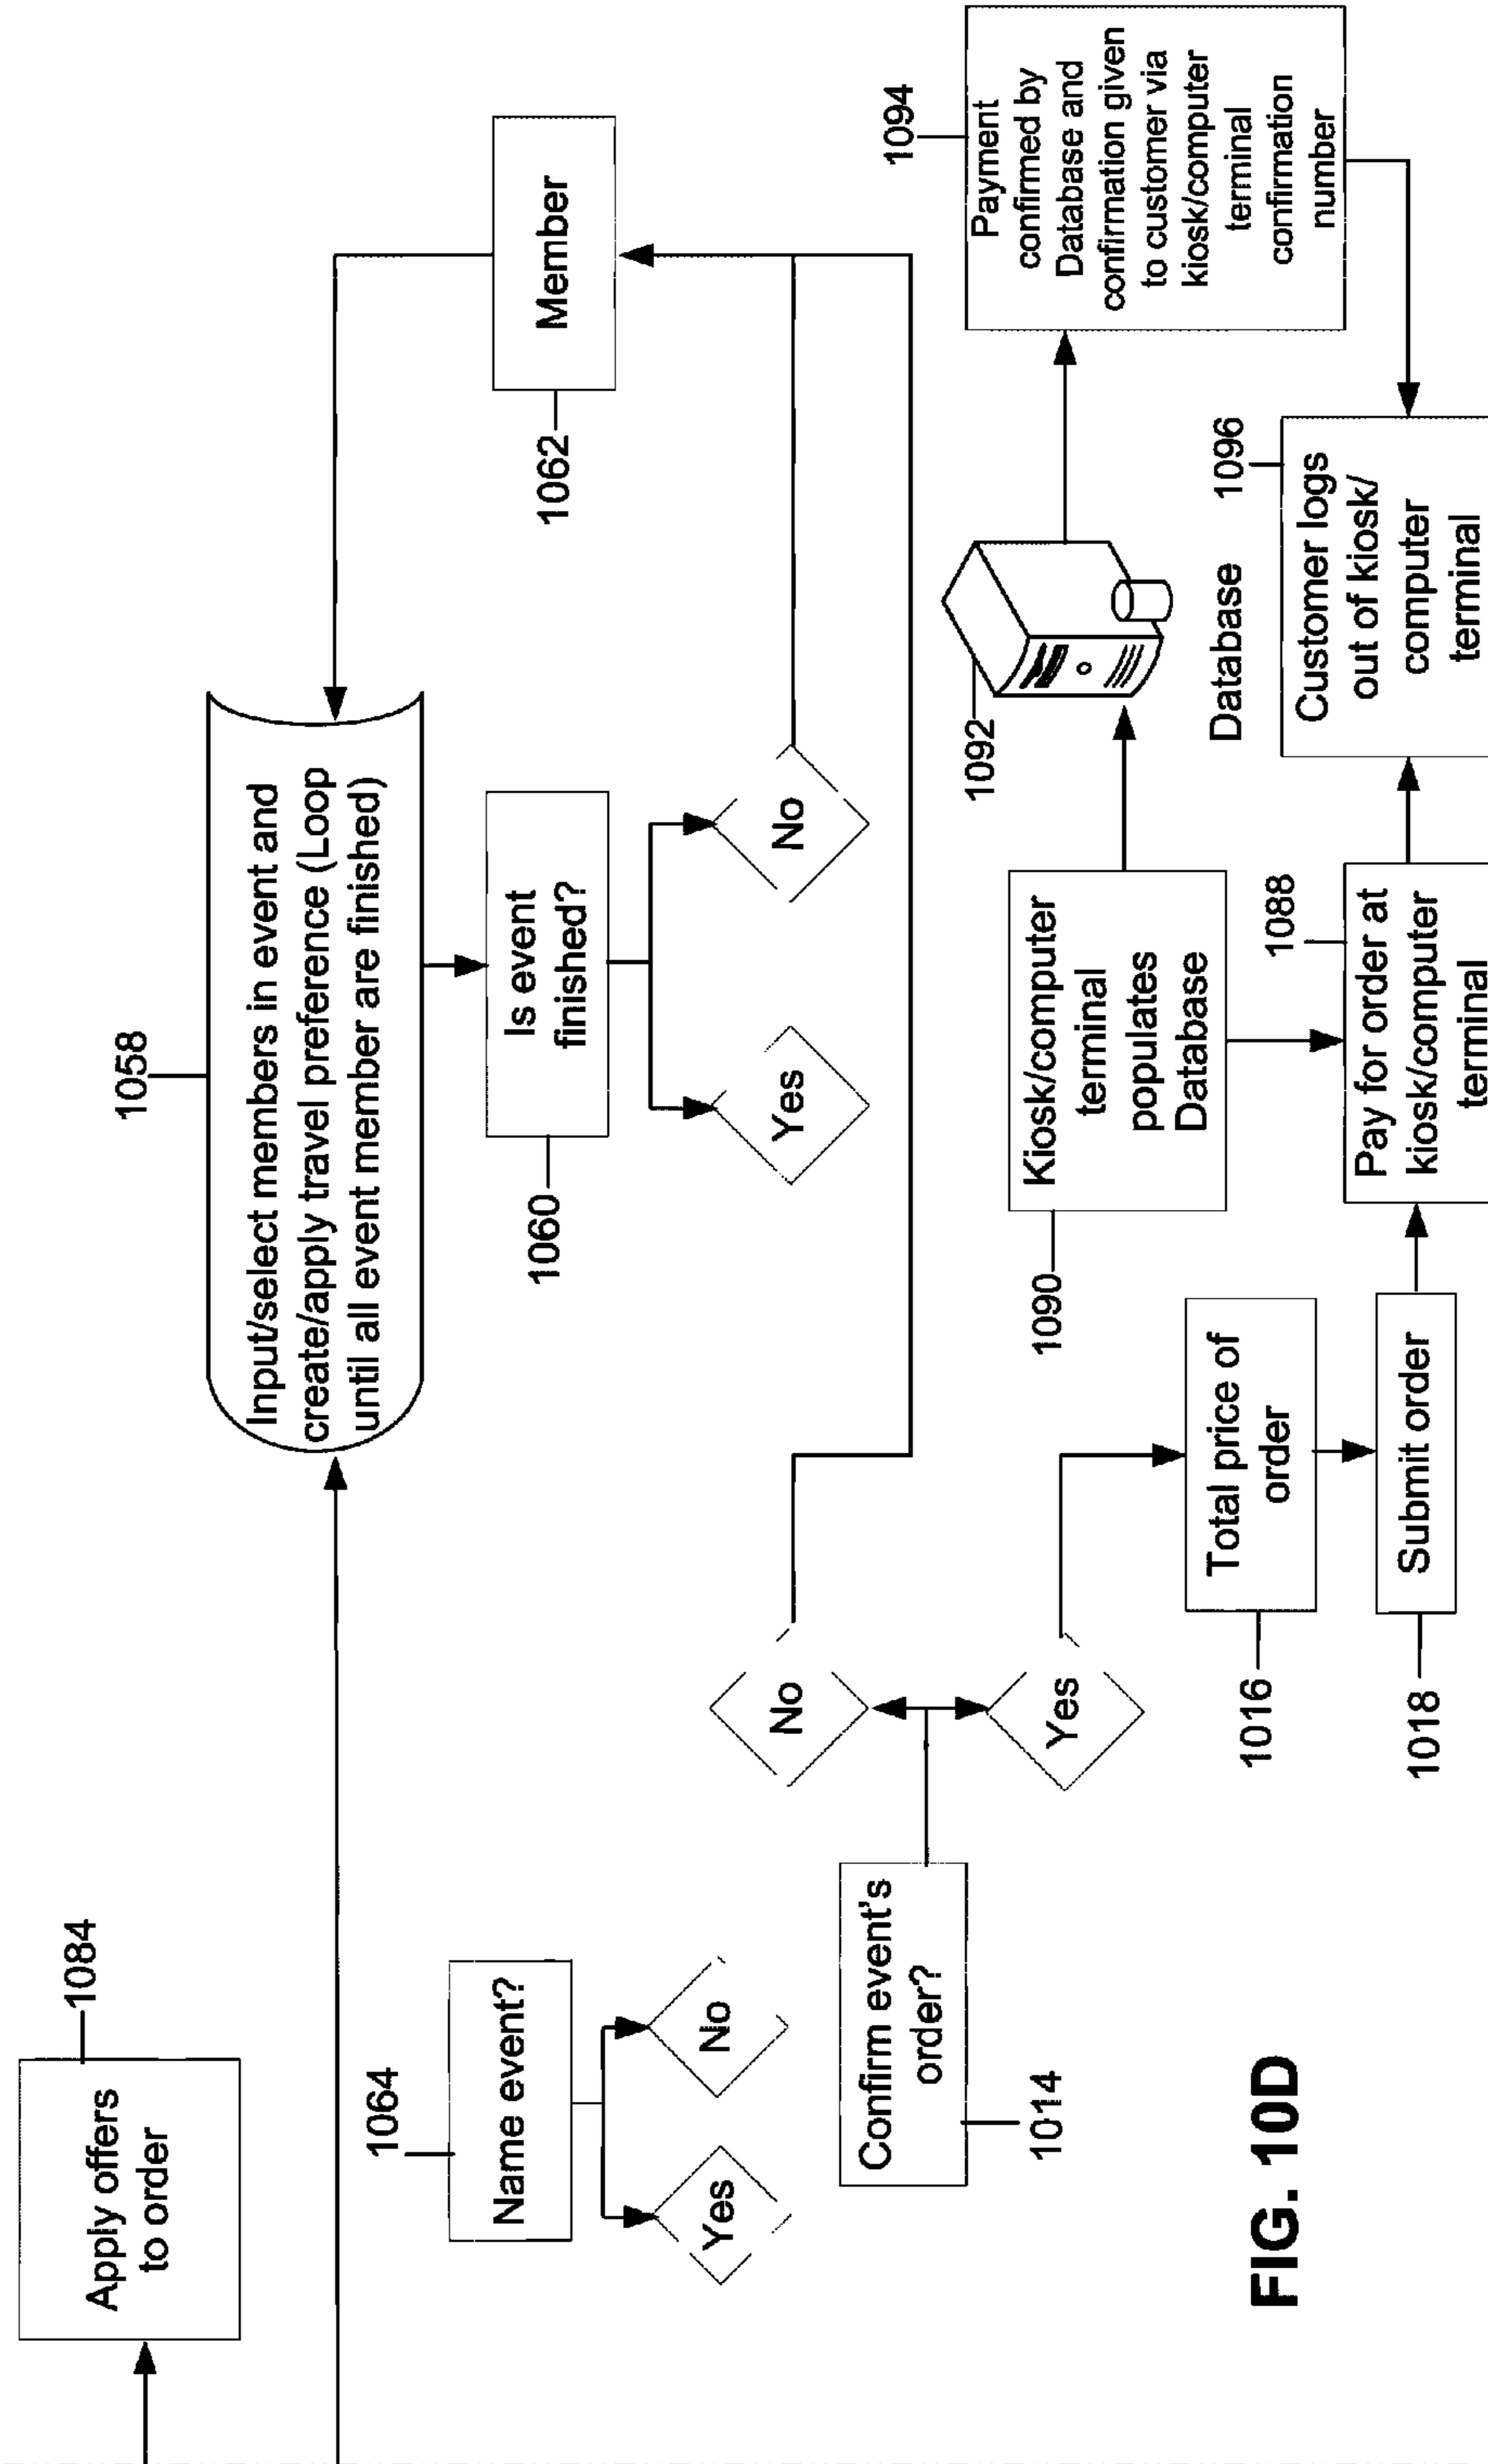 1084
Apply offers
to order
1058
Input/select members in event and
create/apply travel preference (Loop
until all event member are finished)
1064
Name event?
Yes
No
1060
Is event
finished?
Yes
No
1062
Member
1014
Confirm event's
order?
No
Yes
1016
Total price of
order
1018
Submit order
1090
Kiosk/computer
terminal
populates
Database
1088
Pay for order at
kiosk/computer
terminal
1092
Database
1094
Payment
confirmed by
Database and
confirmation given
to customer via
kiosk/computer
terminal
confirmation
number
1096
Customer logs
out of kiosk/
computer
terminal
FIG. 10D